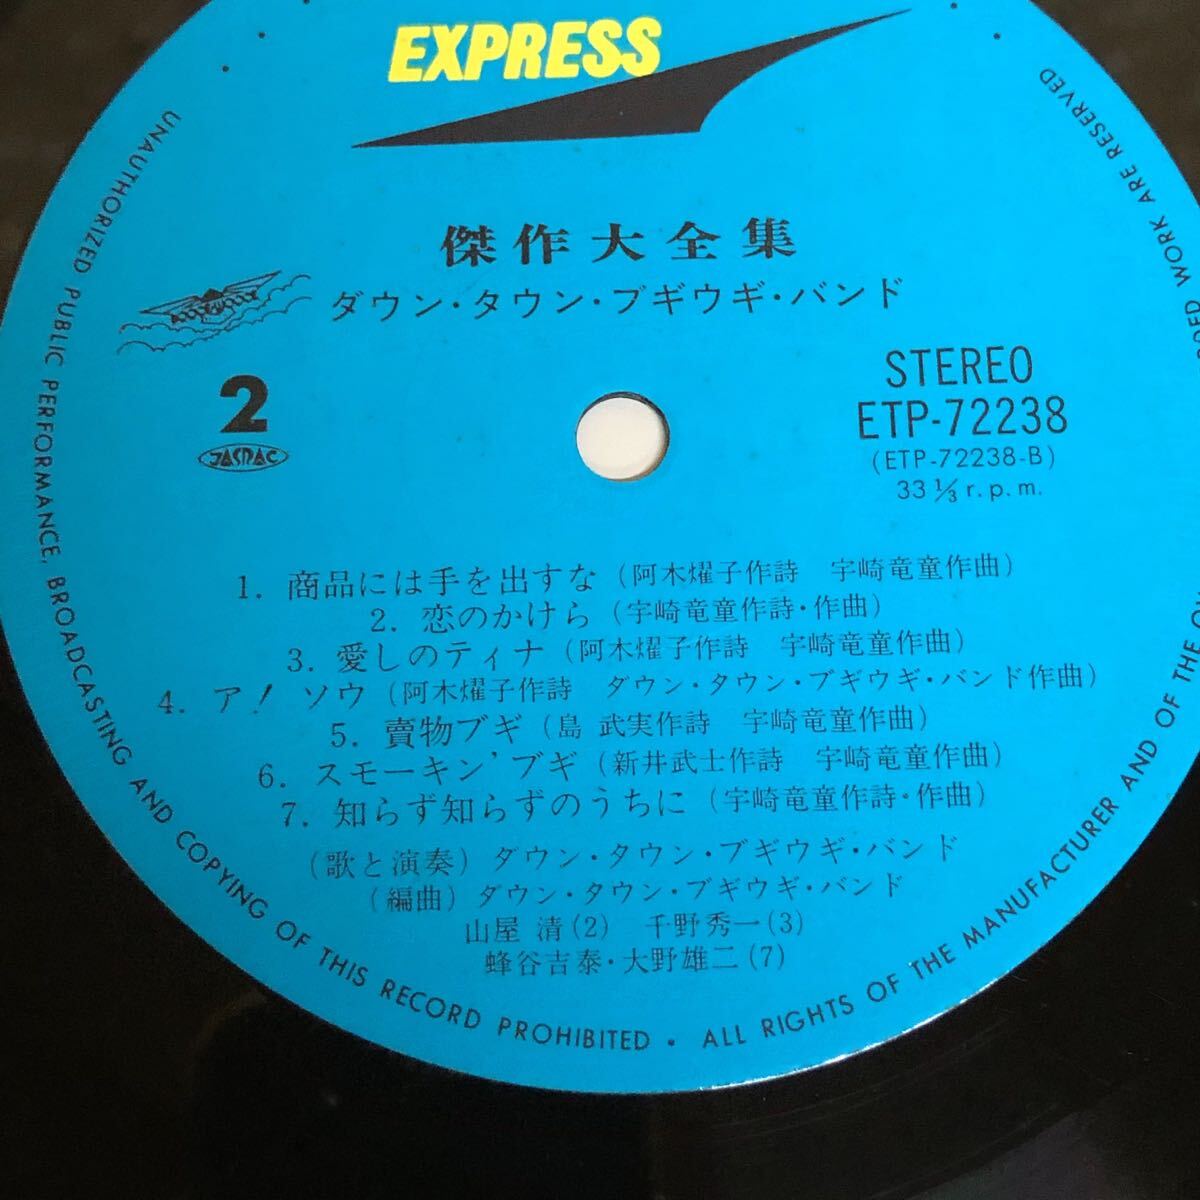 EXPRESS
傑作大全集
ダウン・タウン・ブギウギ・バンド
2
JASRAC
STEREO
ETP-72238
(ETP-72238-B)
33 1/3 r.p.m.
1. 商品には手を出すな (阿木燿子作詩 宇崎竜童作曲)
2. 恋のかけら (宇崎竜童作詩・作曲)
3. 愛しのティナ (阿木燿子作詩 宇崎竜童作曲)
4. ア! ソウ (阿木燿子作詩 ダウン・タウン・ブギウギ・バンド作曲)
5. 賣物ブギ (島 武実作詩 宇崎竜童作曲)
6. スモーキン’ブギ (新井武士作詩 宇崎竜童作曲)
7. 知らず知らずのうちに (宇崎竜童作詩・作曲)
(歌と演奏) ダウン・タウン・ブギウギ・バンド
(編曲) ダウン・タウン・ブギウギ・バンド
山屋 清(2) 千野秀一(3)
蜂谷吉泰・大野雄二(7)
UNAUTHORIZED PUBLIC PERFORMANCE, BROADCASTING AND COPYING OF THIS RECORD PROHIBITED • ALL RIGHTS OF THE MANUFACTURER AND OF THE WORK ARE RESERVED